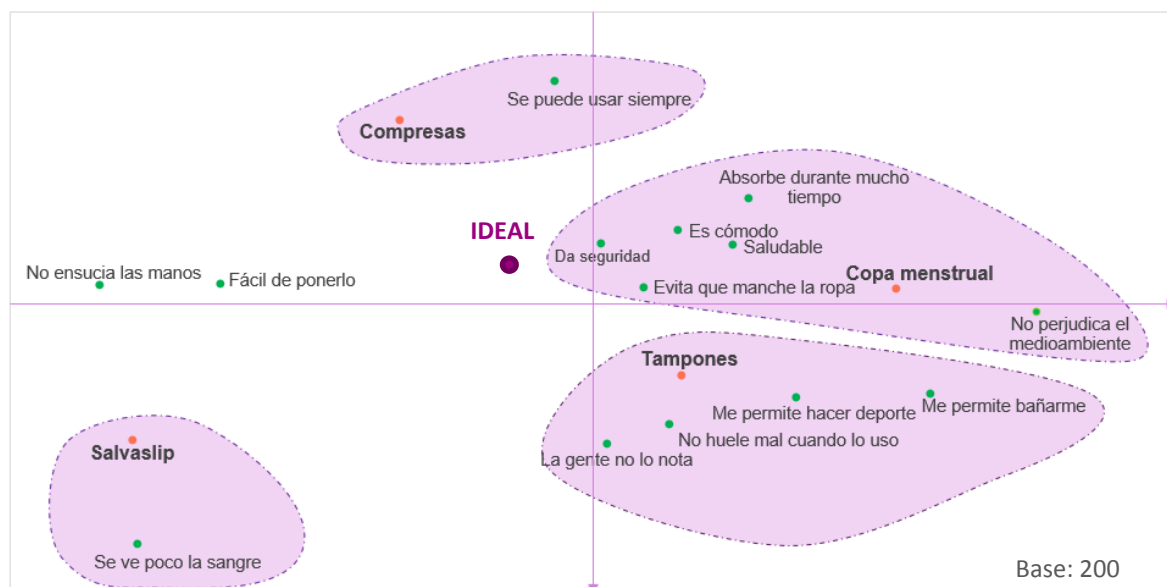 Se puede usar siempre
Compresas
Absorbe durante mucho
tiempo
IDEAL
Es cómodo
Da seguridad
Saludable
No ensucia las manos
Fácil de ponerlo
Copa menstrual
Evita que manche la ropa
No perjudica el
medioambiente
Tampones
Me permite hacer deporte
Me permite bañarme
No huele mal cuando lo uso
La gente no lo nota
Salvaslip
Se ve poco la sangre
Base: 200